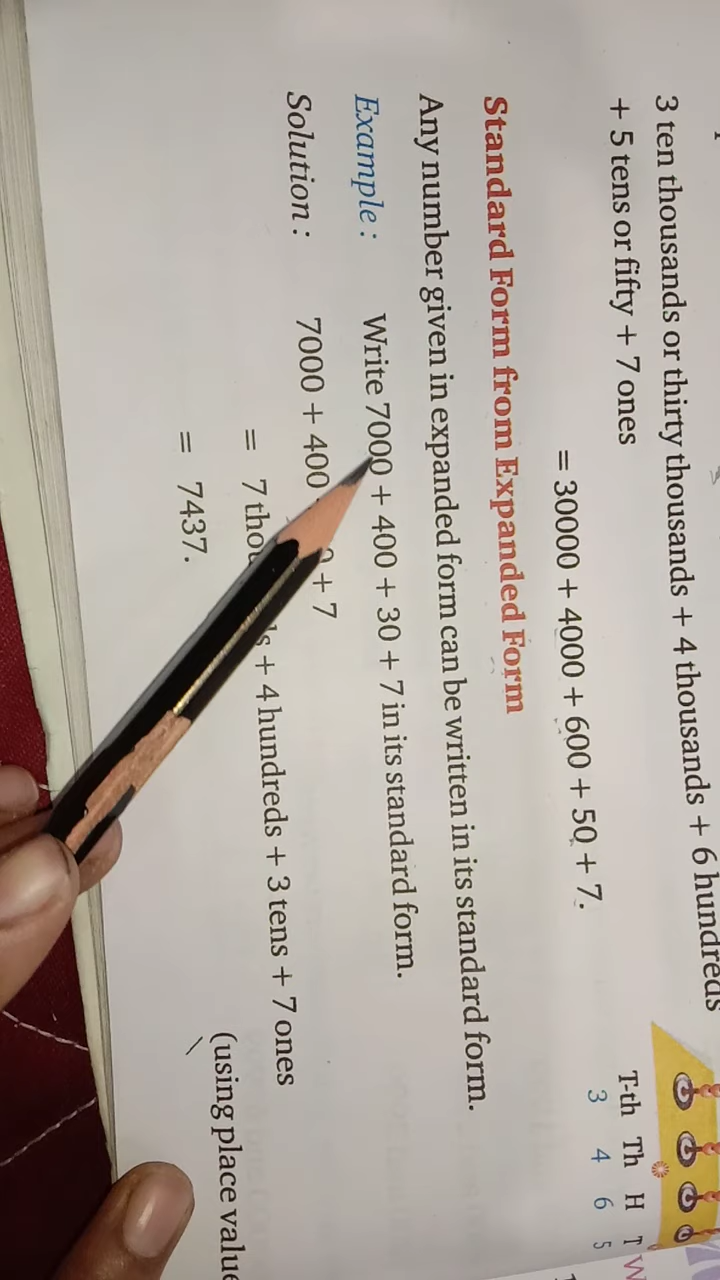 3 ten thousands or thirty thousands + 4 thousands + 6 hundreds
+ 5 tens or fifty + 7 ones
T-th Th H T
3 4 6 5
= 30000 + 4000 + 600 + 50 + 7.
Standard Form from Expanded Form
Any number given in expanded form can be written in its standard form.
Example : Write 7000 + 400 + 30 + 7 in its standard form.
Solution : 7000 + 400 + 7
= 7 + 4 hundreds + 3 tens + 7 ones
(using place value
= 7437.